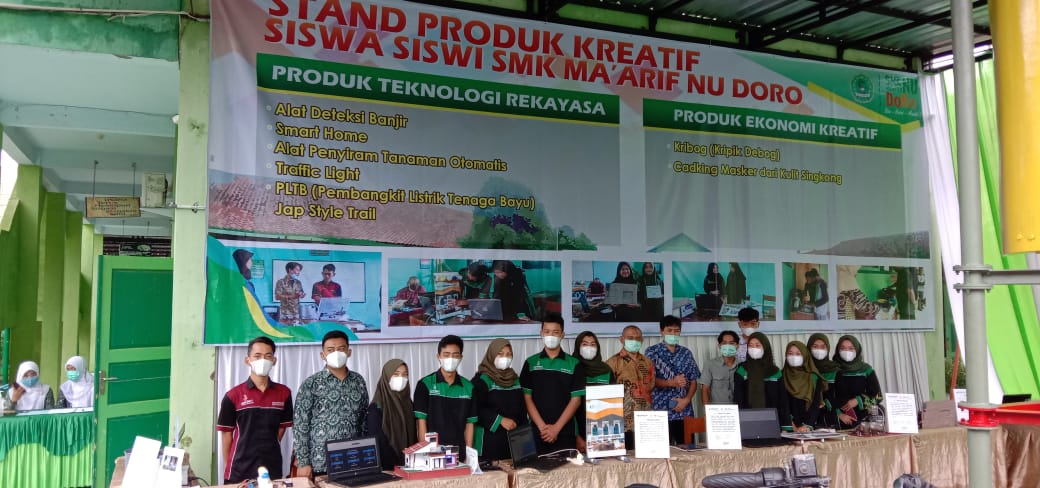 STAND PRODUK KREATIF
SISWA SISWI SMK MA'ARIF NU DORO
PRODUK TEKNOLOGI REKAYASA
• Alat Deteksi Banjir
• Smart Home
• Alat Penyiram Tanaman Otomatis
• Traffic Light
• PLTB (Pembangkit Listrik Tenaga Bayu)
Jap Style Trail
PRODUK EKONOMI KREATIF
• Kribog (Kripik Debog)
• Cadking Masker dari Kulit Singkong